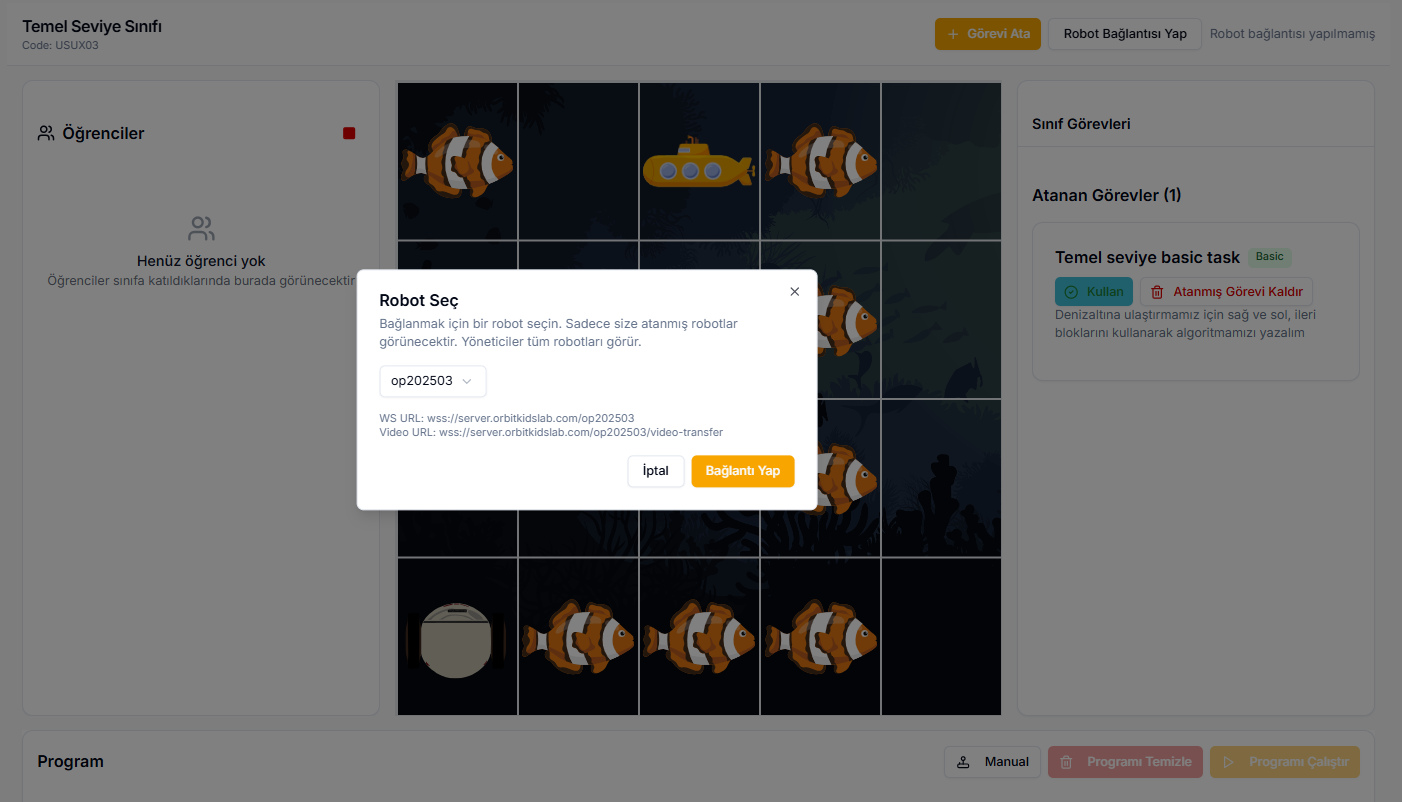 Temel Seviye Sınıfı
Code: USUX03
Görevi Ata
Robot Bağlantısı Yap
Robot bağlantısı yapılmamış
Öğrenciler
Henüz öğrenci yok
Öğrenciler sınıfa katıldıklarında burada görünecektir
Sınıf Görevleri
Atanan Görevler (1)
Temel seviye basic task
Basic
Kullan
Atanmış Görevi Kaldır
Denizaltına ulaştırmamız için sağ ve sol, ileri
bloklarını kullanarak algoritmamızı yazalım
Robot Seç
Bağlanmak için bir robot seçin. Sadece size atanmış robotlar
görünecektir. Yöneticiler tüm robotları görür.
op202503
WS URL: wss://server.orbitkidslab.com/op202503
Video URL: wss://server.orbitkidslab.com/op202503/video-transfer
İptal
Bağlantı Yap
Program
Manual
Programı Temizle
Programı Çalıştır